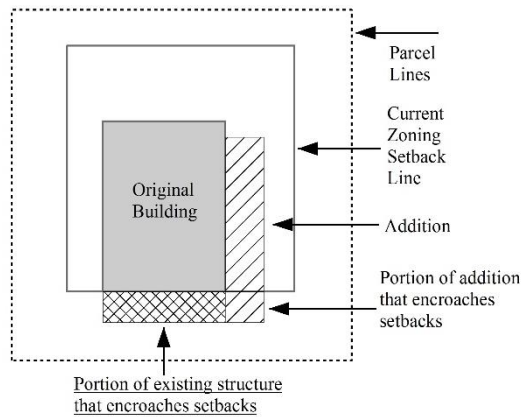 Parcel
Lines
Current
Zoning
Setback
Line
Original
Building
Addition
Portion of addition
that encroaches
setbacks
Portion of existing structure
that encroaches setbacks